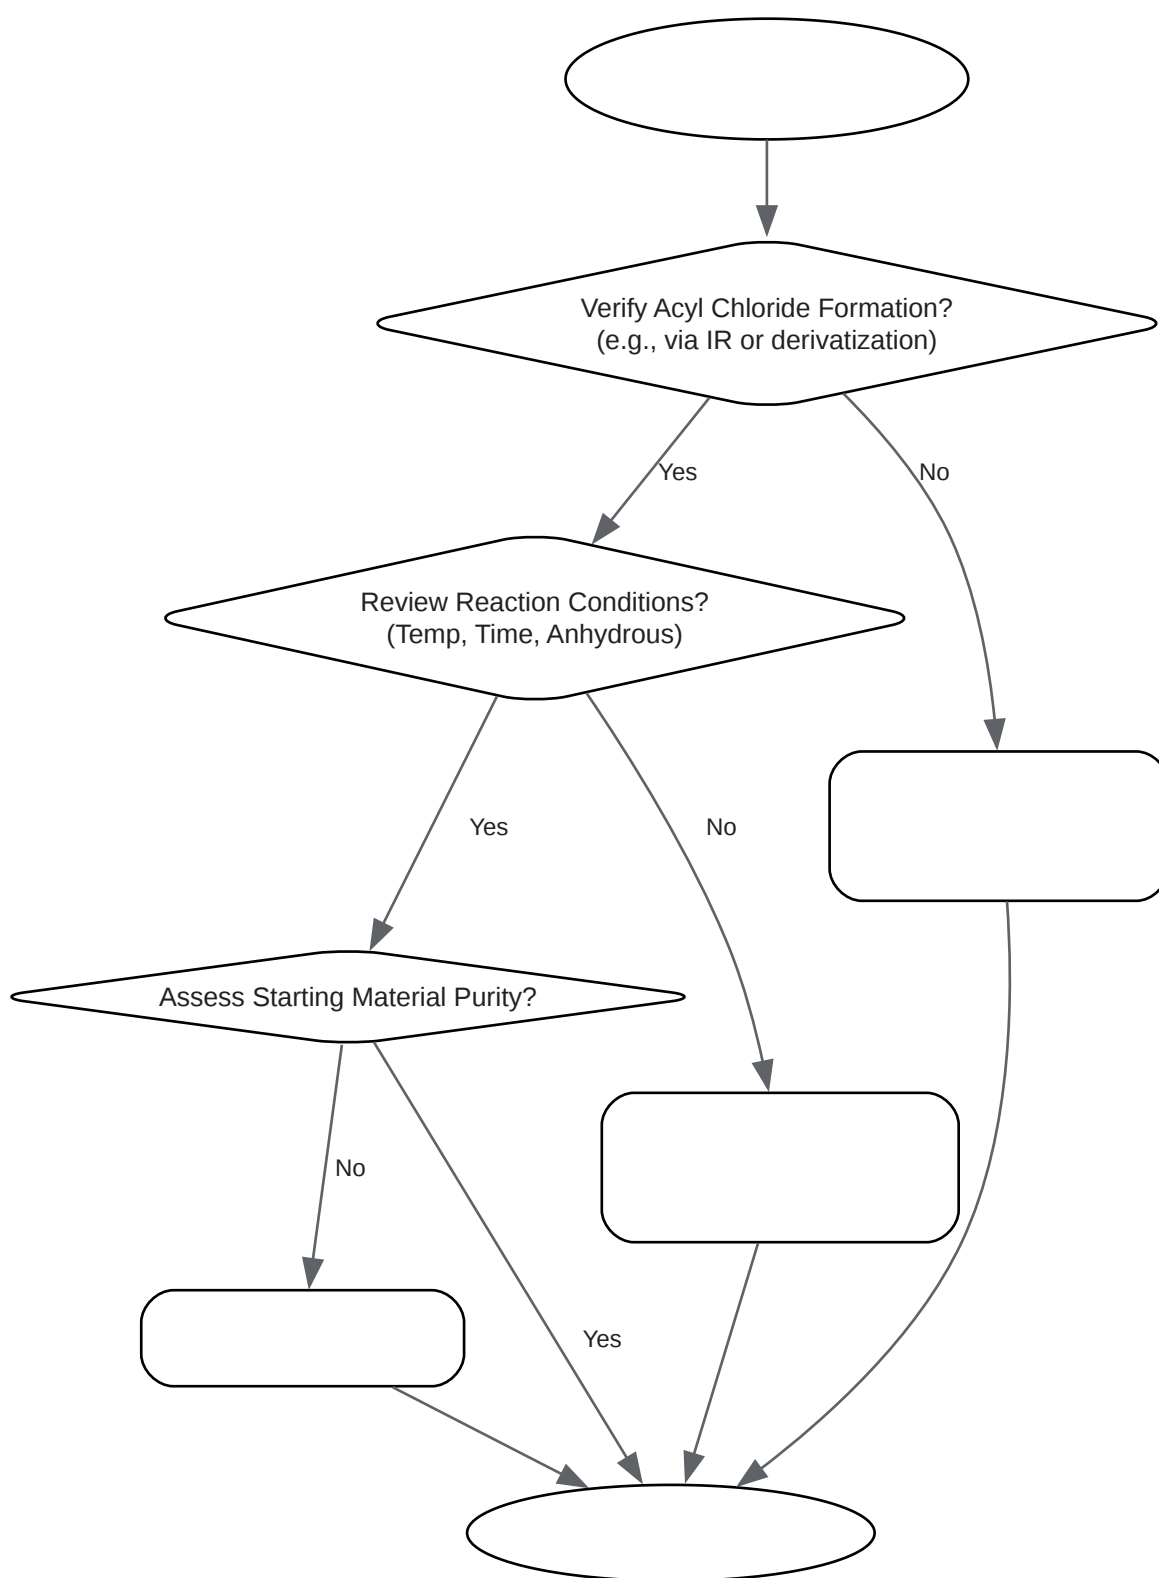 Verify Acyl Chloride Formation?
(e.g., via IR or derivatization)
Yes
No
Review Reaction Conditions?
(Temp, Time, Anhydrous)
Yes
No
Assess Starting Material Purity?
No
Yes